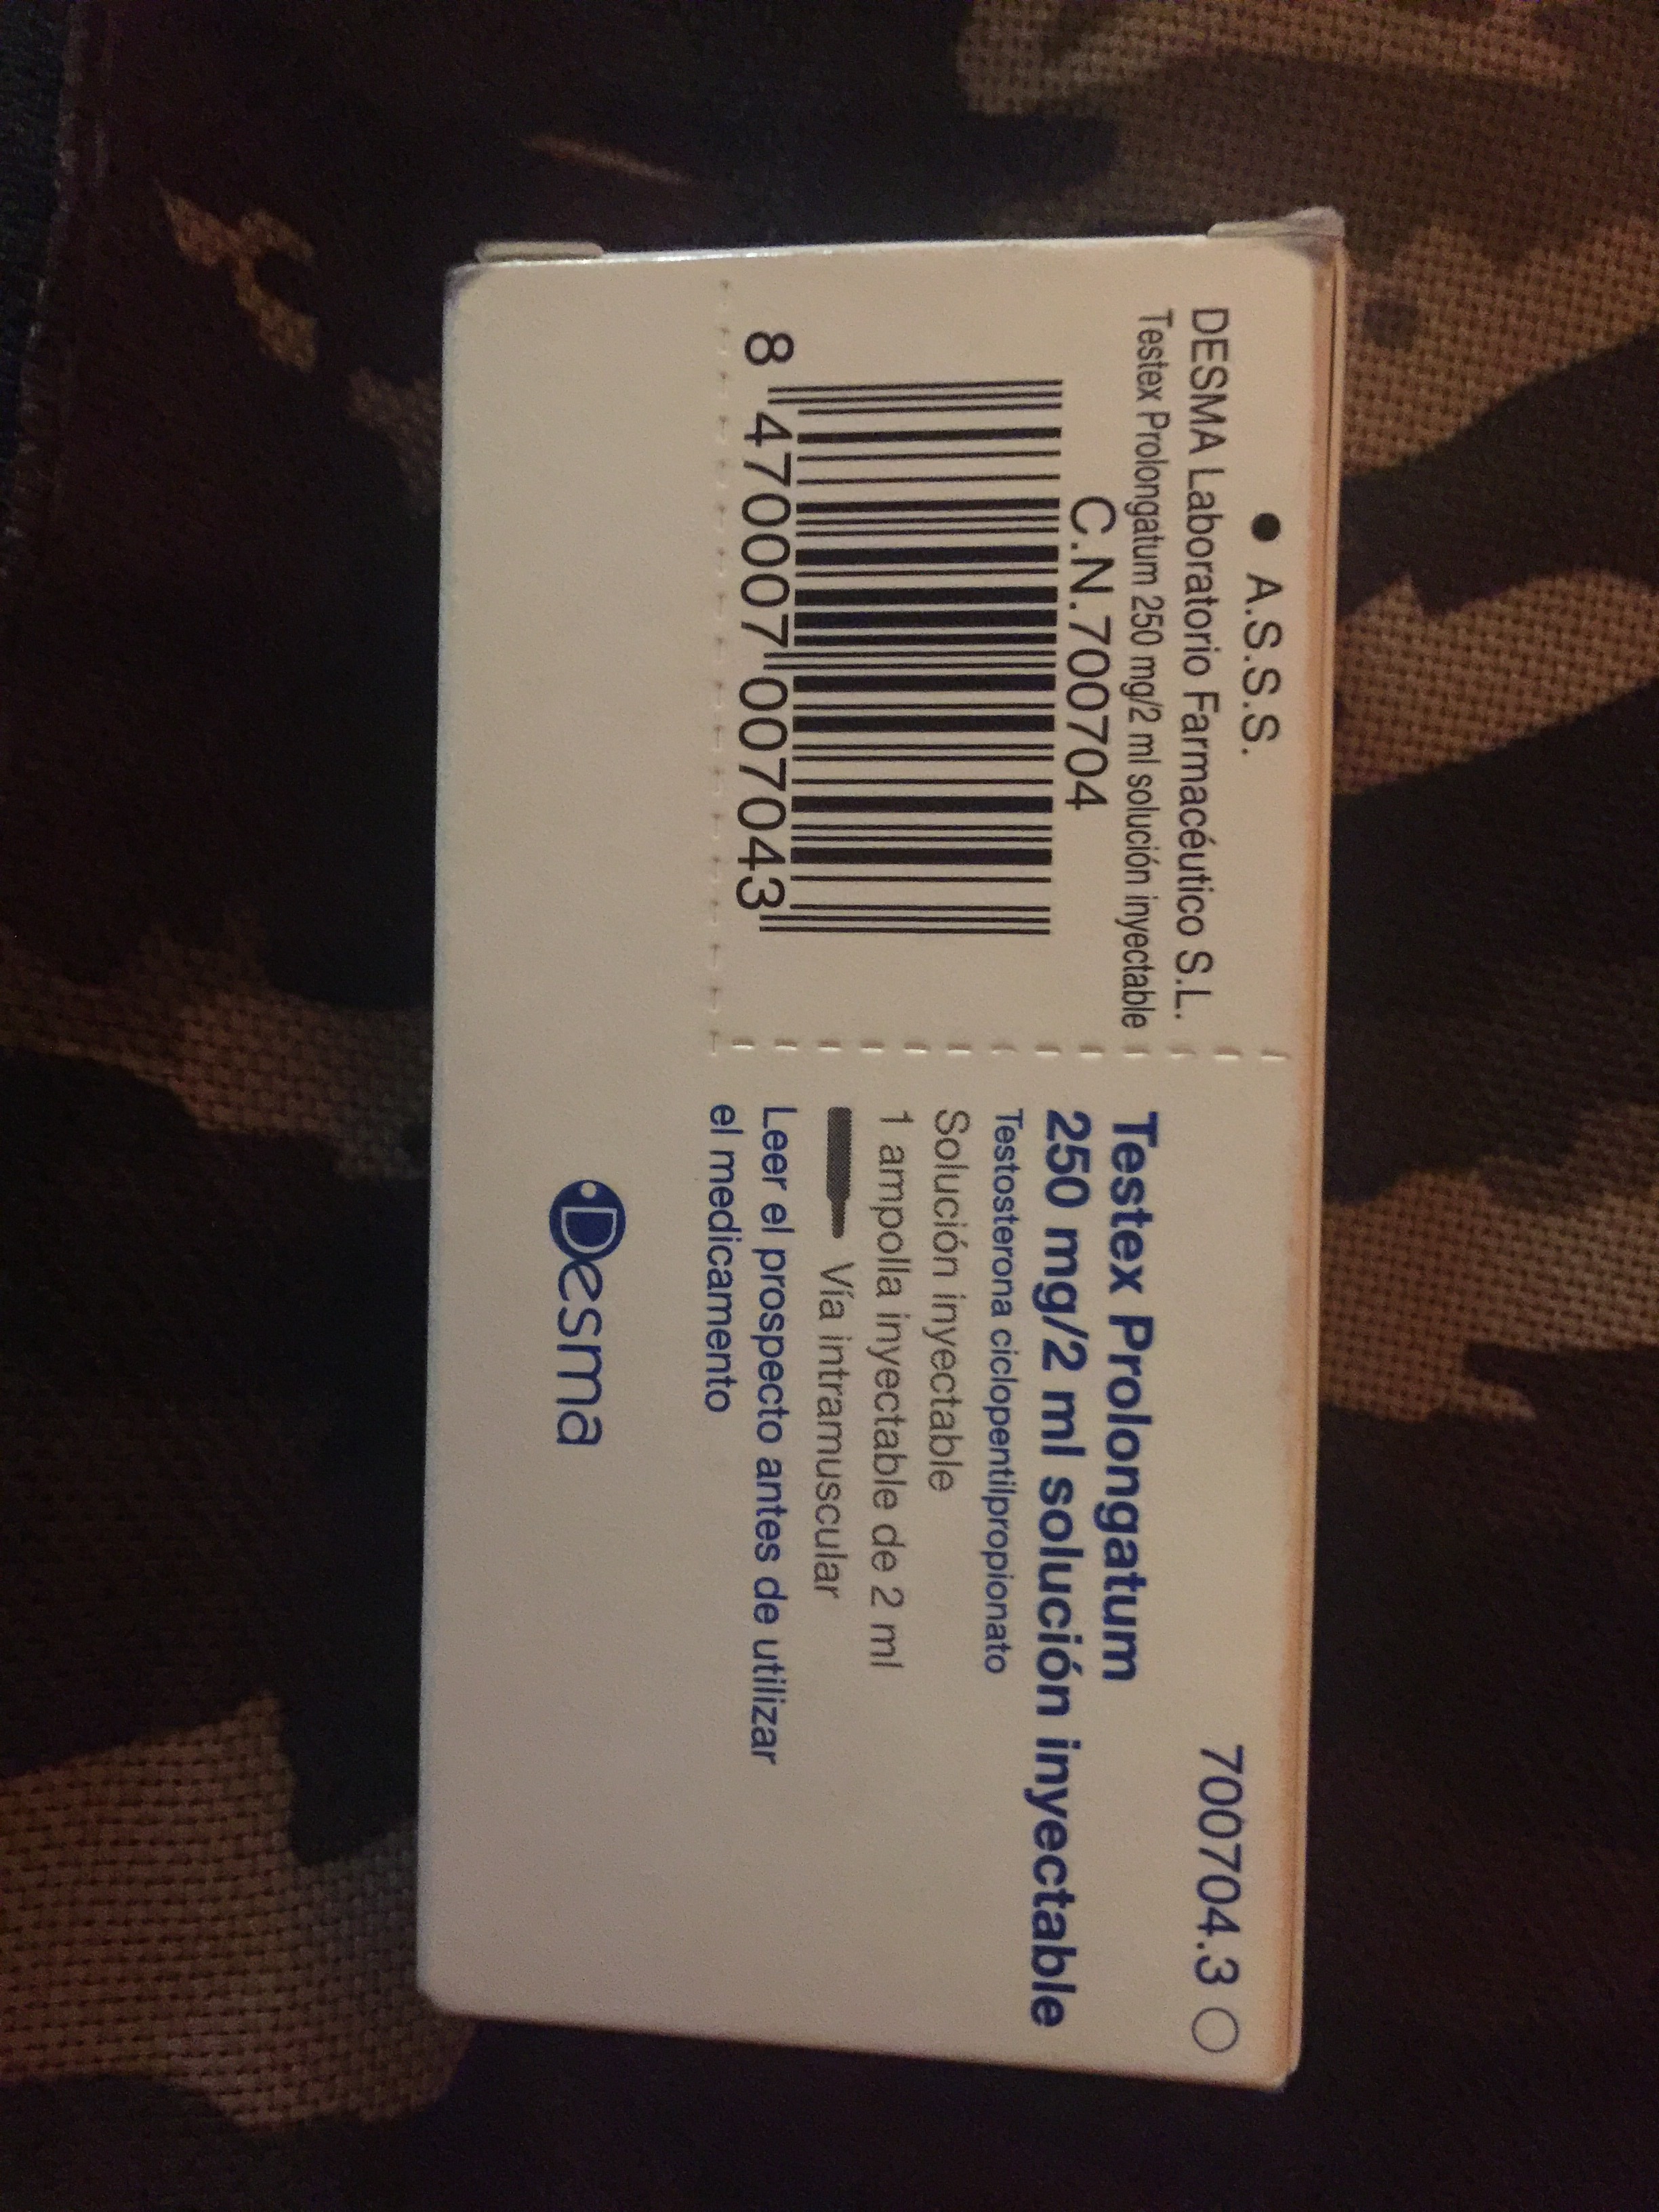 ● A.S.S.
DESMA Laboratorio Farmacéutico S.L.
Testex Prolongatum 250 mg/2 ml solución inyectable
C.N.700704
8 470007 007043
700704.3
Testex Prolongatum
250 mg/2 ml solución inyectable
Testosterona ciclopentilpropionato
Solución inyectable
1 ampolla inyectable de 2 ml
Vía intramuscular
Leer el prospecto antes de utilizar
el medicamento
Desma